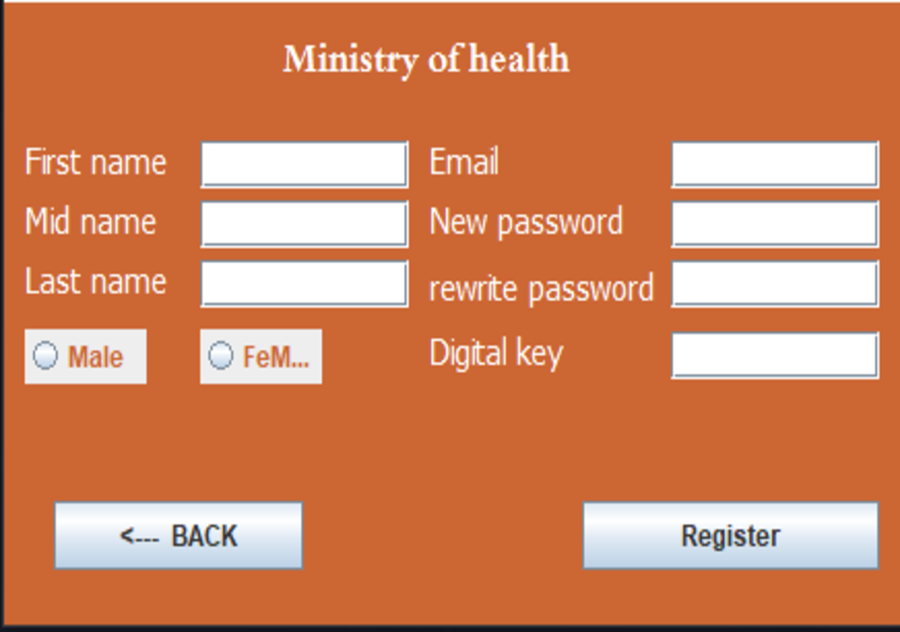 Ministry of health
First name
Email
Mid name
New password
Last name
rewrite password
Male
FeM...
Digital key
<--- BACK
Register